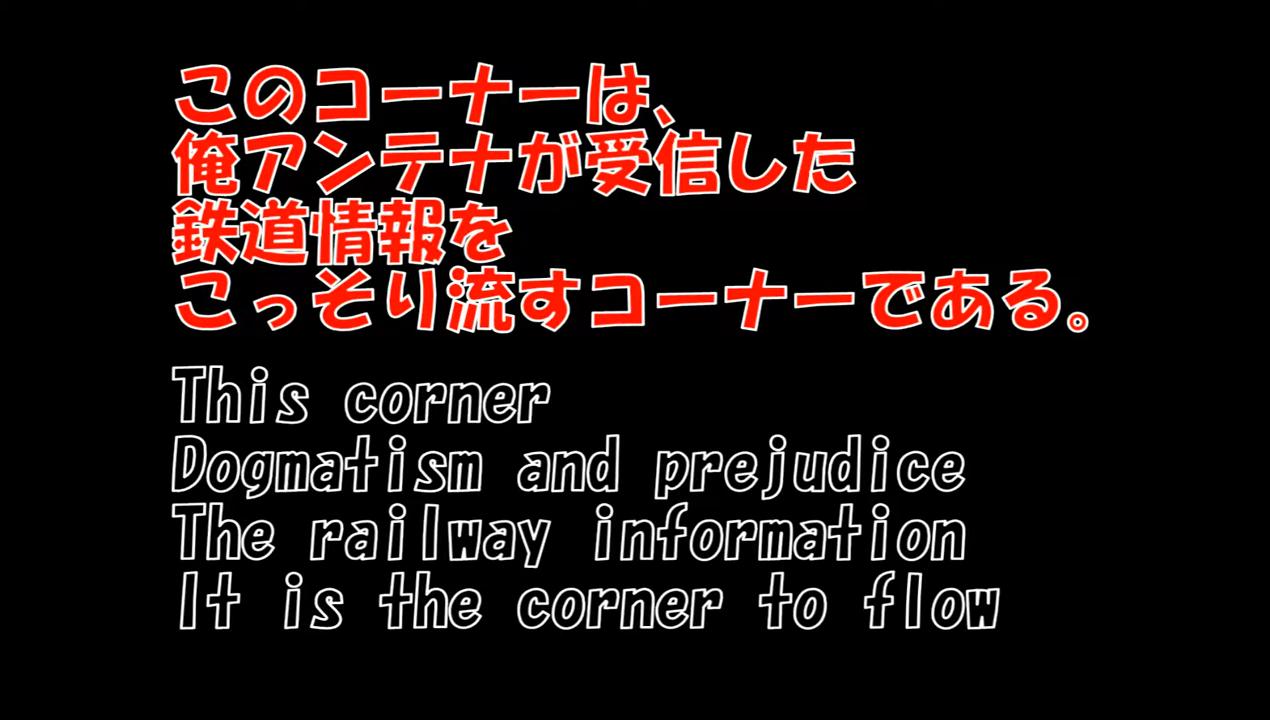 このコーナーは、
俺アンテナが受信した
鉄道情報を
こっそり流すコーナーである。
This corner
Dogmatism and prejudice
The railway information
It is the corner to flow